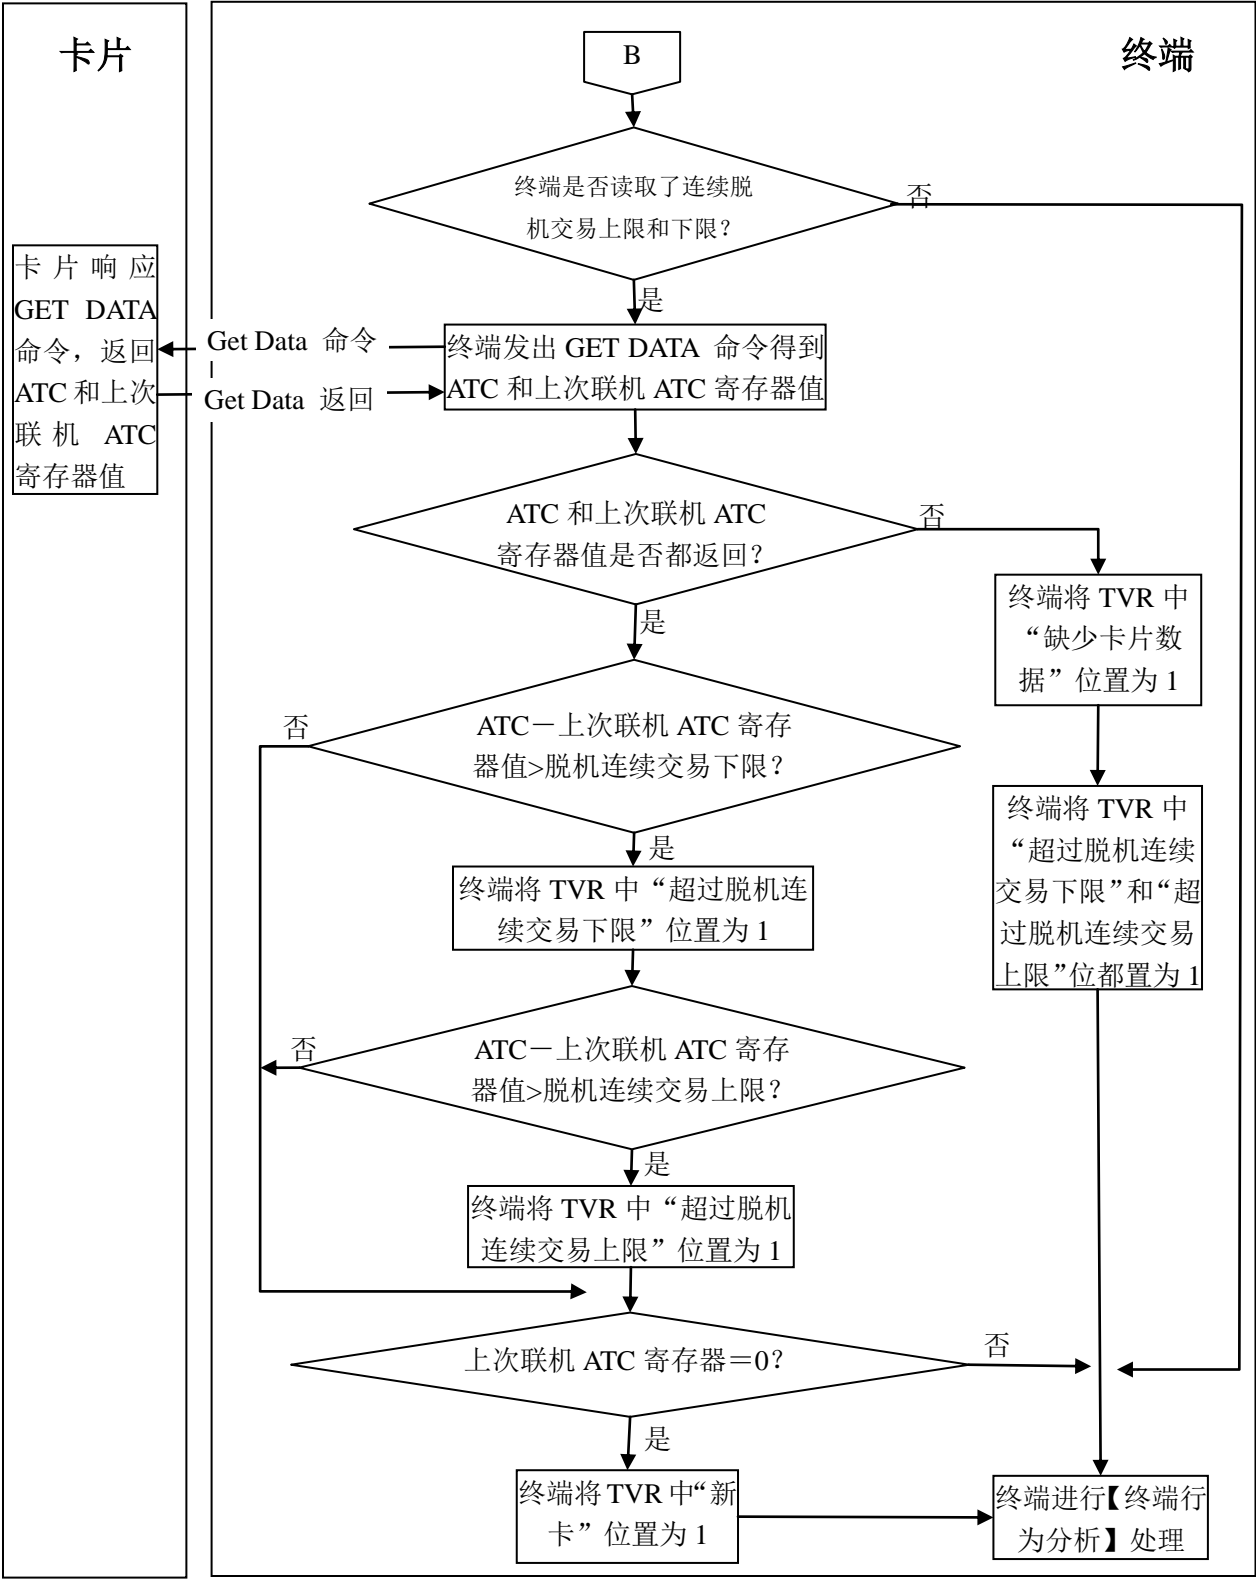 卡片
终端
B
终端是否读取了连续脱
机交易上限和下限？
否
是
卡片响应
GET DATA
命令，返回
ATC 和上次
联机 ATC
寄存器值
Get Data 命令
Get Data 返回
终端发出 GET DATA 命令得到
ATC 和上次联机 ATC 寄存器值
ATC 和上次联机 ATC
寄存器值是否都返回？
否
是
终端将 TVR 中
“缺少卡片数
据”位置为 1
ATC－上次联机 ATC 寄存
器值>脱机连续交易下限？
否
是
终端将 TVR 中
“超过脱机连续
交易下限”和“超
过脱机连续交易
上限”位都置为 1
终端将 TVR 中“超过脱机连
续交易下限”位置为 1
ATC－上次联机 ATC 寄存
器值>脱机连续交易上限？
否
是
终端将 TVR 中“超过脱机
连续交易上限”位置为 1
上次联机 ATC 寄存器＝0？
否
是
终端将 TVR 中“新
卡”位置为 1
终端进行【终端行
为分析】处理